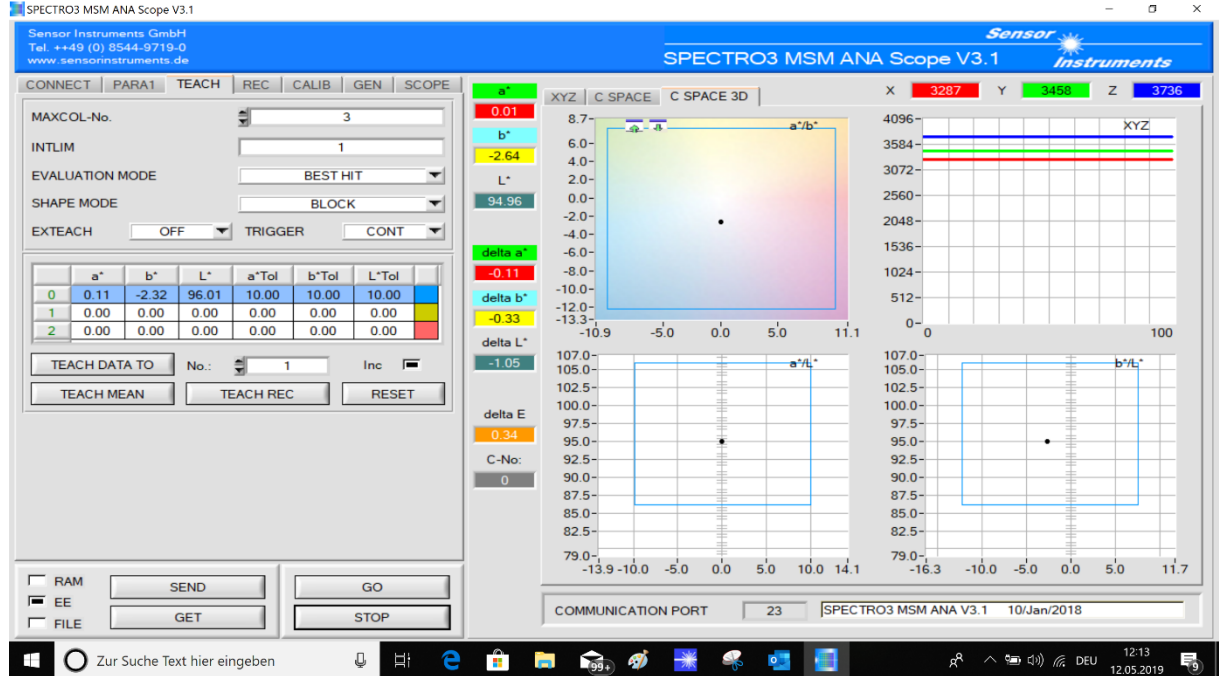 SPECTRO3 MSM ANA Scope V3.1
Sensor Instruments GmbH
Tel. ++49 (0) 8544-9719-0
www.sensorinstruments.de
SPECTRO3 MSM ANA Scope V3.1
Sensor
Instruments
CONNECT PARA1 TEACH REC CALIB GEN SCOPE
MAXCOL-No. 3
INTLIM 1
EVALUATION MODE BEST HIT
SHAPE MODE BLOCK
EXTEACH OFF TRIGGER CONT
a* b* L* a*Tol b*Tol L*Tol
0 0.11 -2.32 96.01 10.00 10.00 10.00
1 0.00 0.00 0.00 0.00 0.00 0.00
2 0.00 0.00 0.00 0.00 0.00 0.00
TEACH DATA TO No.: 1 Inc
TEACH MEAN TEACH REC RESET
RAM
EE
FILE
SEND
GET
GO
STOP
a*
0.01
b*
-2.64
L*
94.96
delta a*
-0.11
delta b*
-0.33
delta L*
-1.05
delta E
0.34
C-No:
0
XYZ C SPACE C SPACE 3D
X 3287 Y 3458 Z 3736
a*/b*
8.7
6.0
4.0
2.0
0.0
-2.0
-4.0
-6.0
-8.0
-10.0
-12.0
-13.3
-10.9 -5.0 0.0 5.0 11.1
XYZ
4096
3584
3072
2560
2048
1536
1024
512
0
0 100
a*/L*
107.0
105.0
102.5
100.0
97.5
95.0
92.5
90.0
87.5
85.0
82.5
79.0
-13.9 -10.0 -5.0 0.0 5.0 10.0 14.1
b*/L*
107.0
105.0
102.5
100.0
97.5
95.0
92.5
90.0
87.5
85.0
82.5
79.0
-16.3 -10.0 -5.0 0.0 5.0 11.7
COMMUNICATION PORT 23 SPECTRO3 MSM ANA V3.1 10/Jan/2018
Zur Suche Text hier eingeben
99+
DEU
12:13
12.05.2019
9